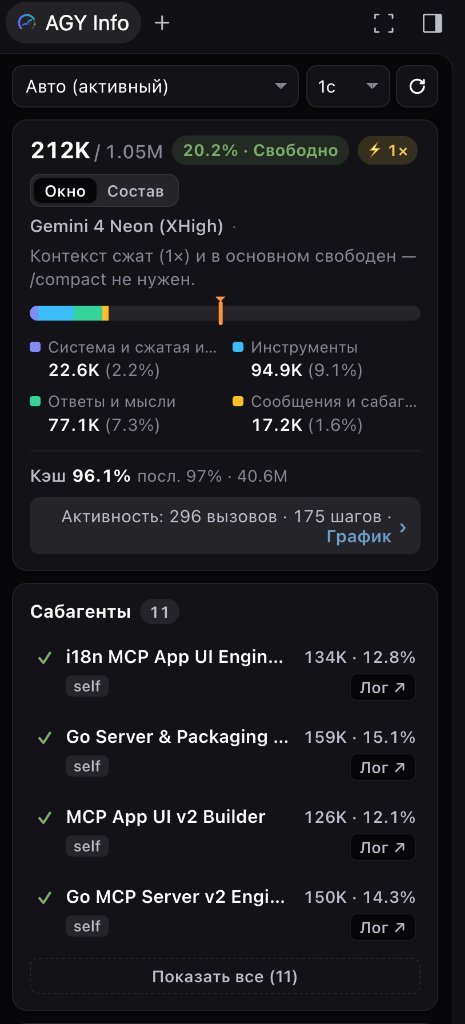 AGY Info
Авто (активный) 1с
212K / 1.05M 20.2% · Свободно ⚡ 1×
Окно Состав
Gemini 4 Neon (XHigh) ·
Контекст сжат (1×) и в основном свободен —
/compact не нужен.
Система и сжатая и... Инструменты
22.6K (2.2%) 94.9K (9.1%)
Ответы и мысли Сообщения и сабаг...
77.1K (7.3%) 17.2K (1.6%)
Кэш 96.1% посл. 97% · 40.6M
Активность: 296 вызовов · 175 шагов ·
График ›
Сабагенты 11
i18n MCP App UI Engin... 134K · 12.8%
self Лог ↗
Go Server & Packaging ... 159K · 15.1%
self Лог ↗
MCP App UI v2 Builder 126K · 12.1%
self Лог ↗
Go MCP Server v2 Engi... 150K · 14.3%
self Лог ↗
Показать все (11)